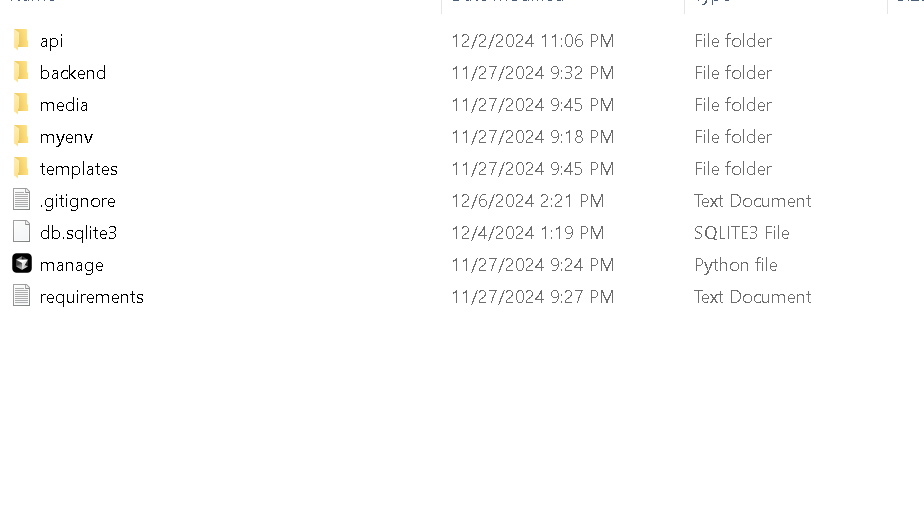 api 12/2/2024 11:06 PM File folder
backend 11/27/2024 9:32 PM File folder
media 11/27/2024 9:45 PM File folder
myenv 11/27/2024 9:18 PM File folder
templates 11/27/2024 9:45 PM File folder
.gitignore 12/6/2024 2:21 PM Text Document
db.sqlite3 12/4/2024 1:19 PM SQLITE3 File
manage 11/27/2024 9:24 PM Python file
requirements 11/27/2024 9:27 PM Text Document